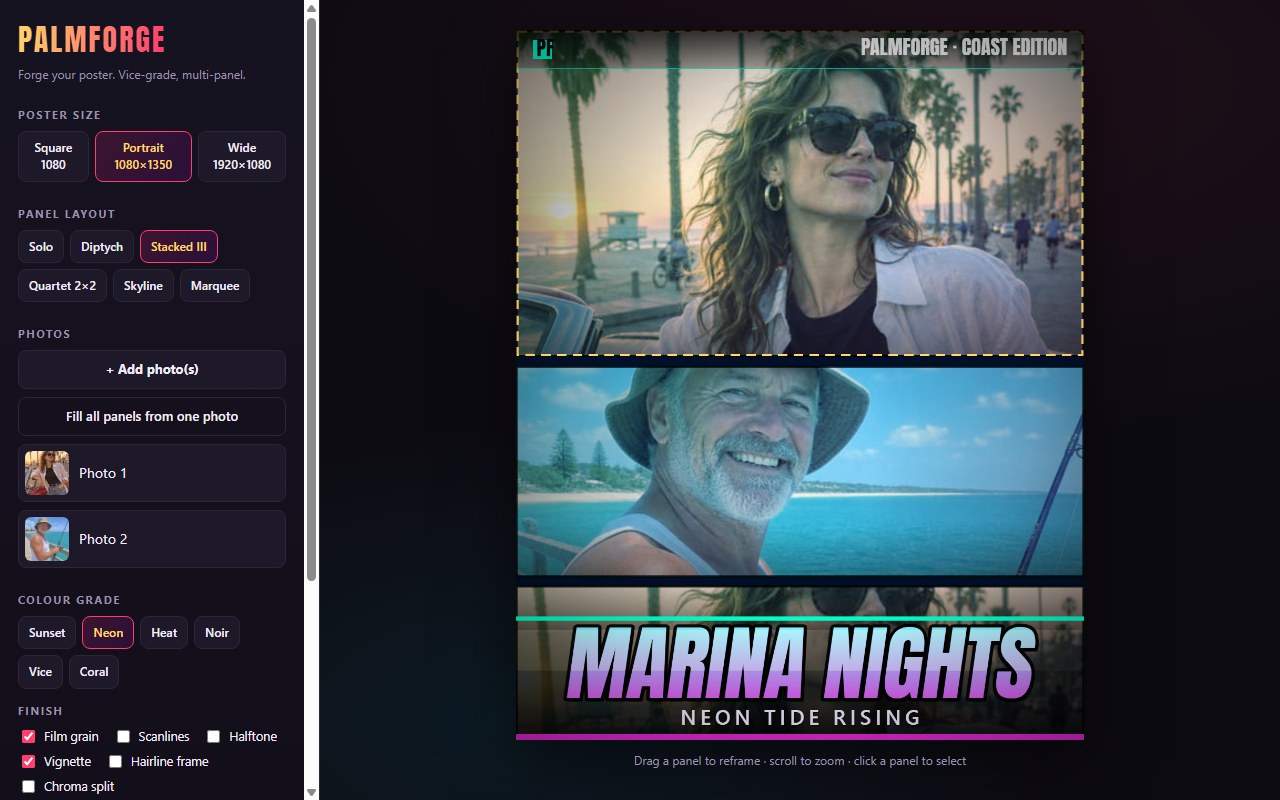 PALMFORGE
Forge your poster. Vice-grade, multi-panel.
POSTER SIZE
Square
1080
Portrait
1080×1350
Wide
1920×1080
PANEL LAYOUT
Solo
Diptych
Stacked III
Quartet 2×2
Skyline
Marquee
PHOTOS
+ Add photo(s)
Fill all panels from one photo
Photo 1
Photo 2
COLOUR GRADE
Sunset
Neon
Heat
Noir
Vice
Coral
FINISH
Film grain
Scanlines
Halftone
Vignette
Hairline frame
Chroma split
PF
PALMFORGE · COAST EDITION
MARINA NIGHTS
NEON TIDE RISING
Drag a panel to reframe · scroll to zoom · click a panel to select